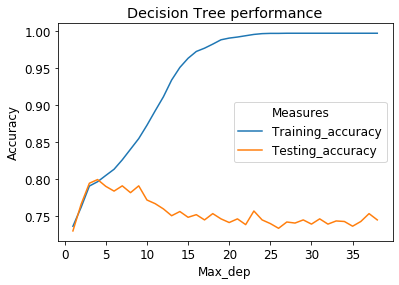 Decision Tree performance
1.00
0.95
0.90
0.85
0.80
0.75
Accuracy
Measures
Training_accuracy
Testing_accuracy
0 5 10 15 20 25 30 35
Max_dep